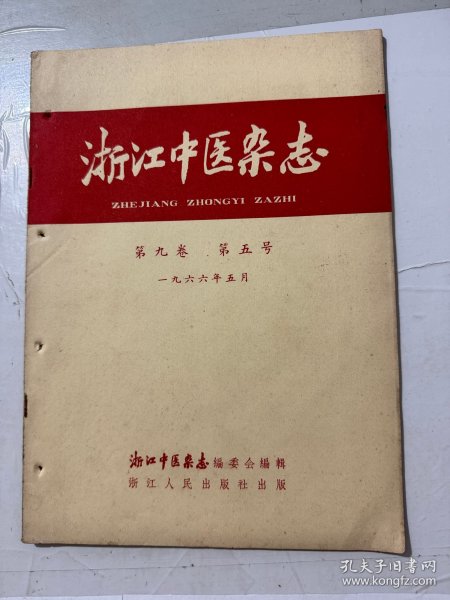 浙江中医杂志
ZHEJIANG ZHONGYI ZAZHI
第九卷 第五号
一九六六年五月
浙江中医杂志编委会编辑
浙江人民出版社出版
孔夫子旧书网
www.kongfz.com